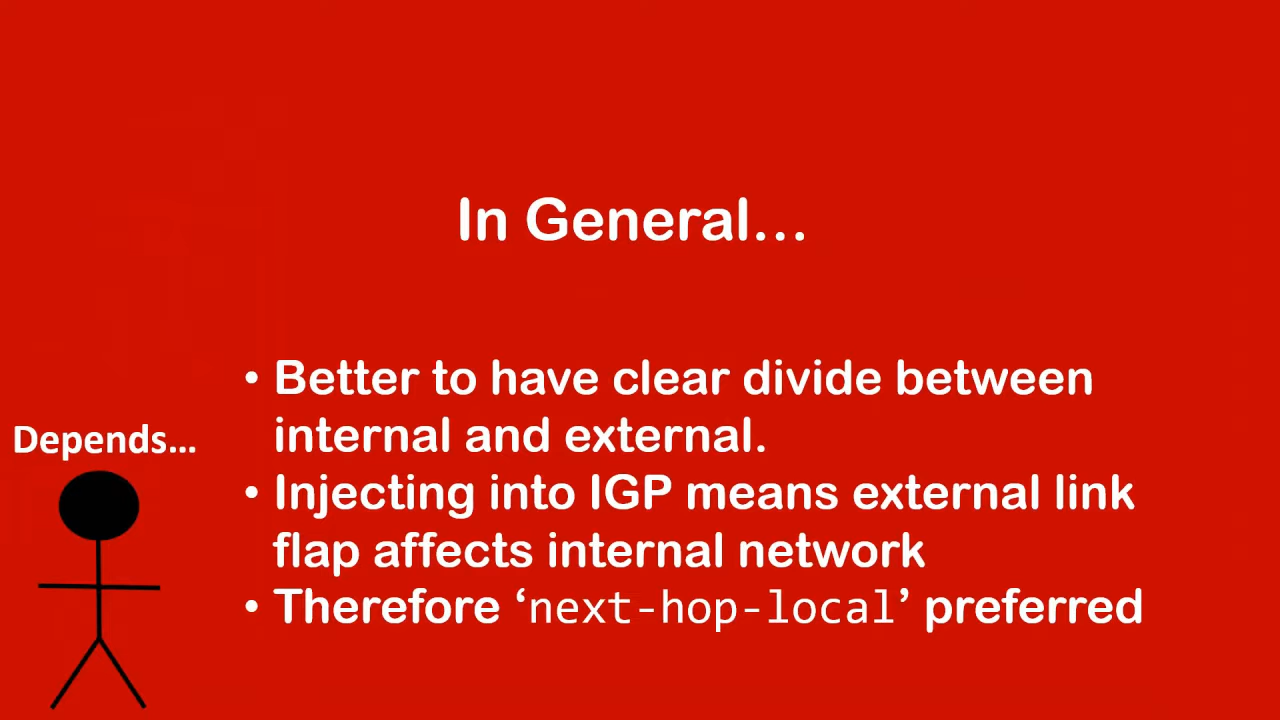 In General...
• Better to have clear divide between
internal and external.
Depends...
• Injecting into IGP means external link
flap affects internal network
• Therefore ‘next-hop-local’ preferred